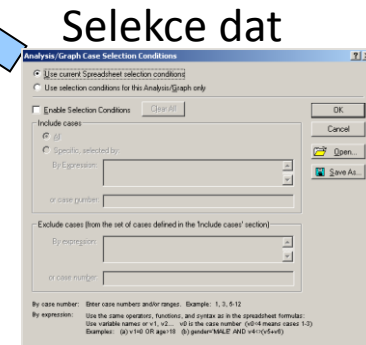 Selekce dat
Analysis/Graph Case Selection Conditions
Use current Spreadsheet selection conditions
Use selection conditions for this Analysis/Graph only
Enable Selection Conditions Clear All
OK
Include cases
Cancel
All
Specific, selected by:
Open...
By Expression:
Save As...
or case number:
Exclude cases (from the set of cases defined in the 'Include cases' section)
By expression:
or case number:
By case number: Enter case numbers and/or ranges. Example: 1, 3, 5-12
By expression: Use the same operators, functions, and syntax as in the spreadsheet formulas:
Use variable names or v1, v2... v0 is the case number (v0<4 means cases 1-3)
Examples: (a) v1=0 OR age>18 (b) gender='MALE' AND v4<>(v5+v6)